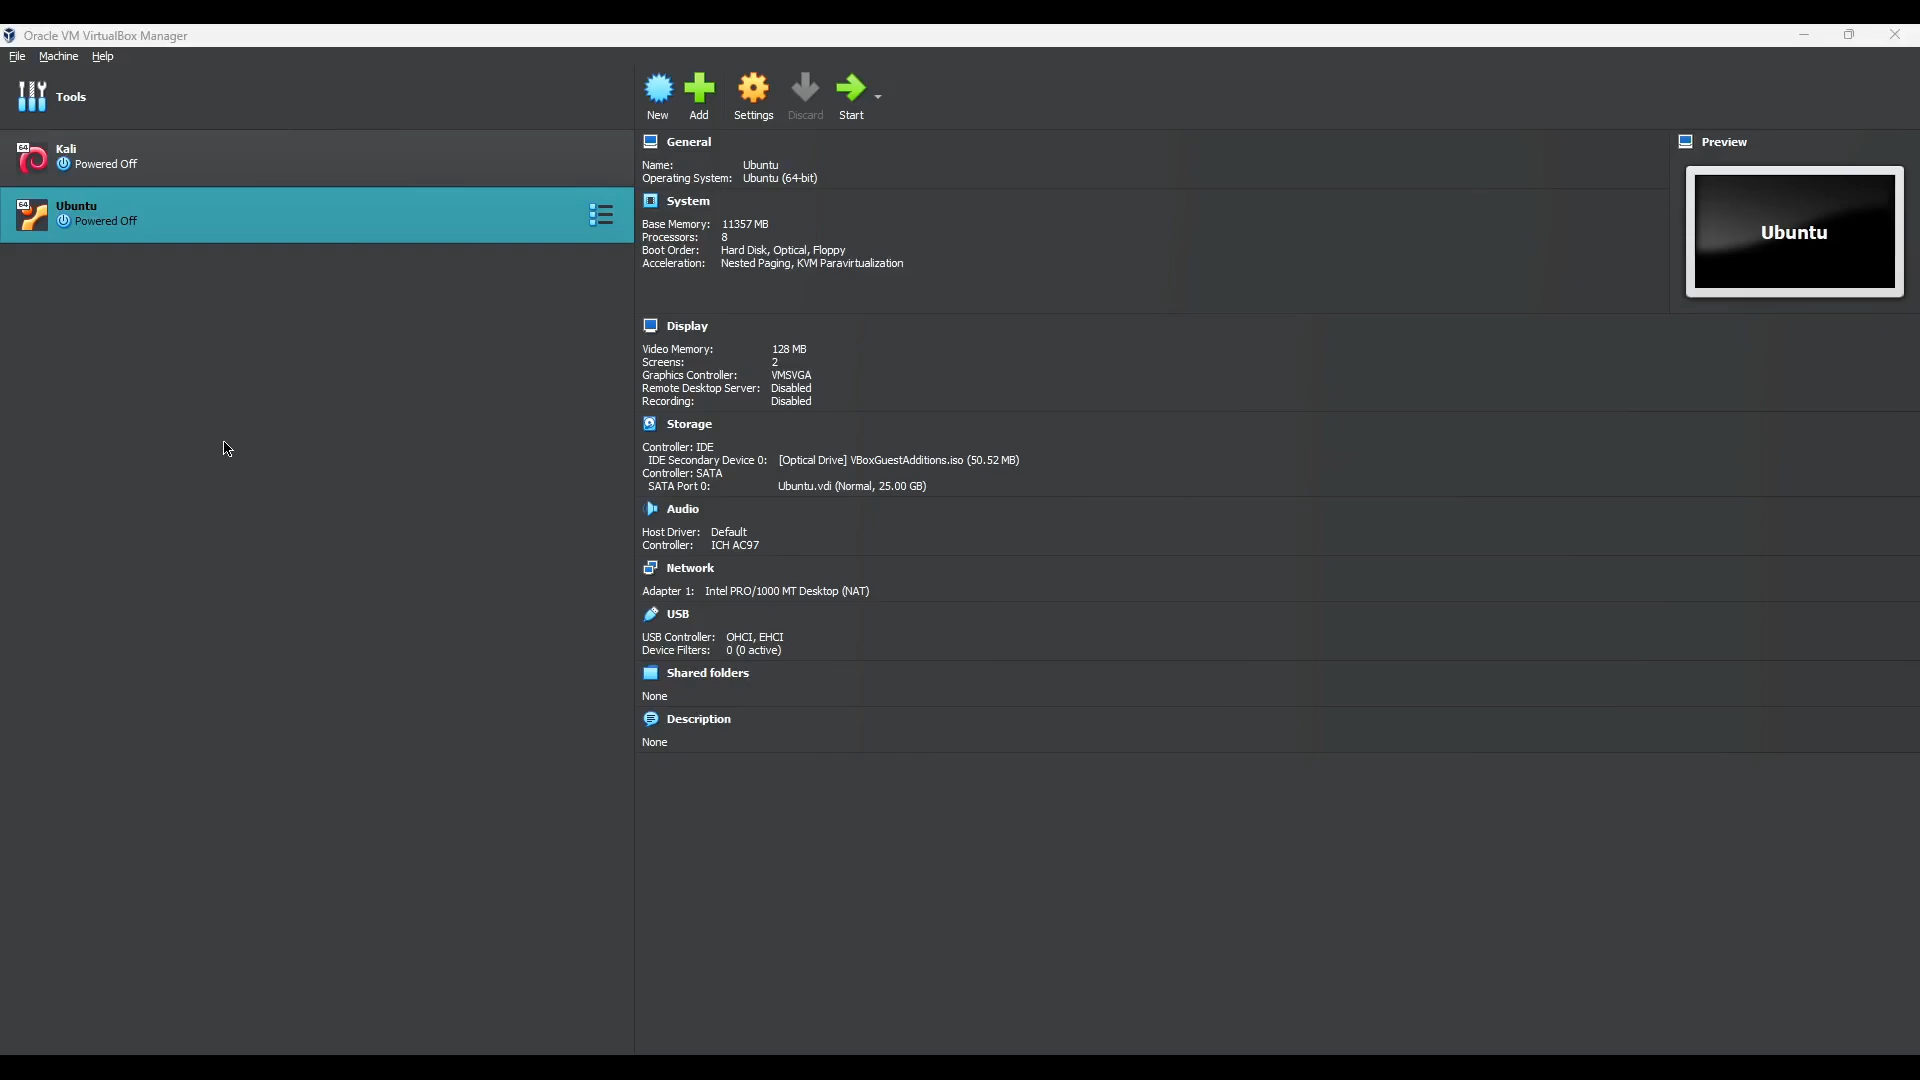 Oracle VM VirtualBox Manager
File Machine Help
Tools
New Add Settings Discard Start
64 Kali
Powered Off
64 Ubuntu
Powered Off
General
Name: Ubuntu
Operating System: Ubuntu (64-bit)
System
Base Memory: 11357 MB
Processors: 8
Boot Order: Hard Disk, Optical, Floppy
Acceleration: Nested Paging, KVM Paravirtualization
Preview
Ubuntu
Display
Video Memory: 128 MB
Screens: 2
Graphics Controller: VMSVGA
Remote Desktop Server: Disabled
Recording: Disabled
Storage
Controller: IDE
IDE Secondary Device 0: [Optical Drive] VBoxGuestAdditions.iso (50.52 MB)
Controller: SATA
SATA Port 0: Ubuntu.vdi (Normal, 25.00 GB)
Audio
Host Driver: Default
Controller: ICH AC97
Network
Adapter 1: Intel PRO/1000 MT Desktop (NAT)
USB
USB Controller: OHCI, EHCI
Device Filters: 0 (0 active)
Shared folders
None
Description
None